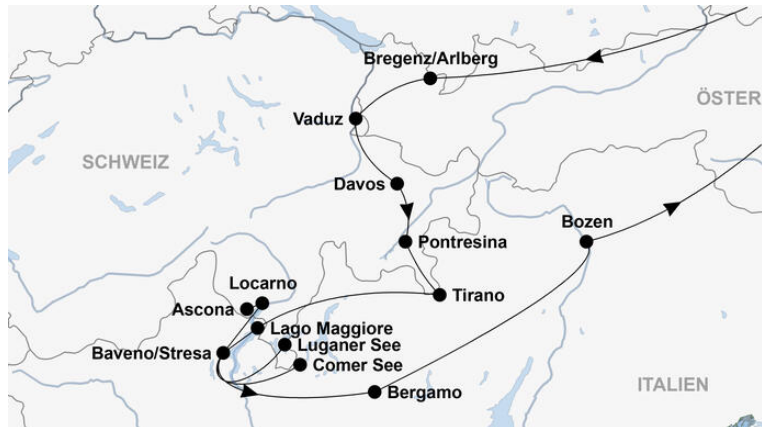 Bregenz/Arlberg
ÖSTER
Vaduz
SCHWEIZ
Davos
Bozen
Pontresina
Locarno
Tirano
Ascona
Lago Maggiore
Luganer See
Baveno/Stresa
Comer See
ITALIEN
Bergamo